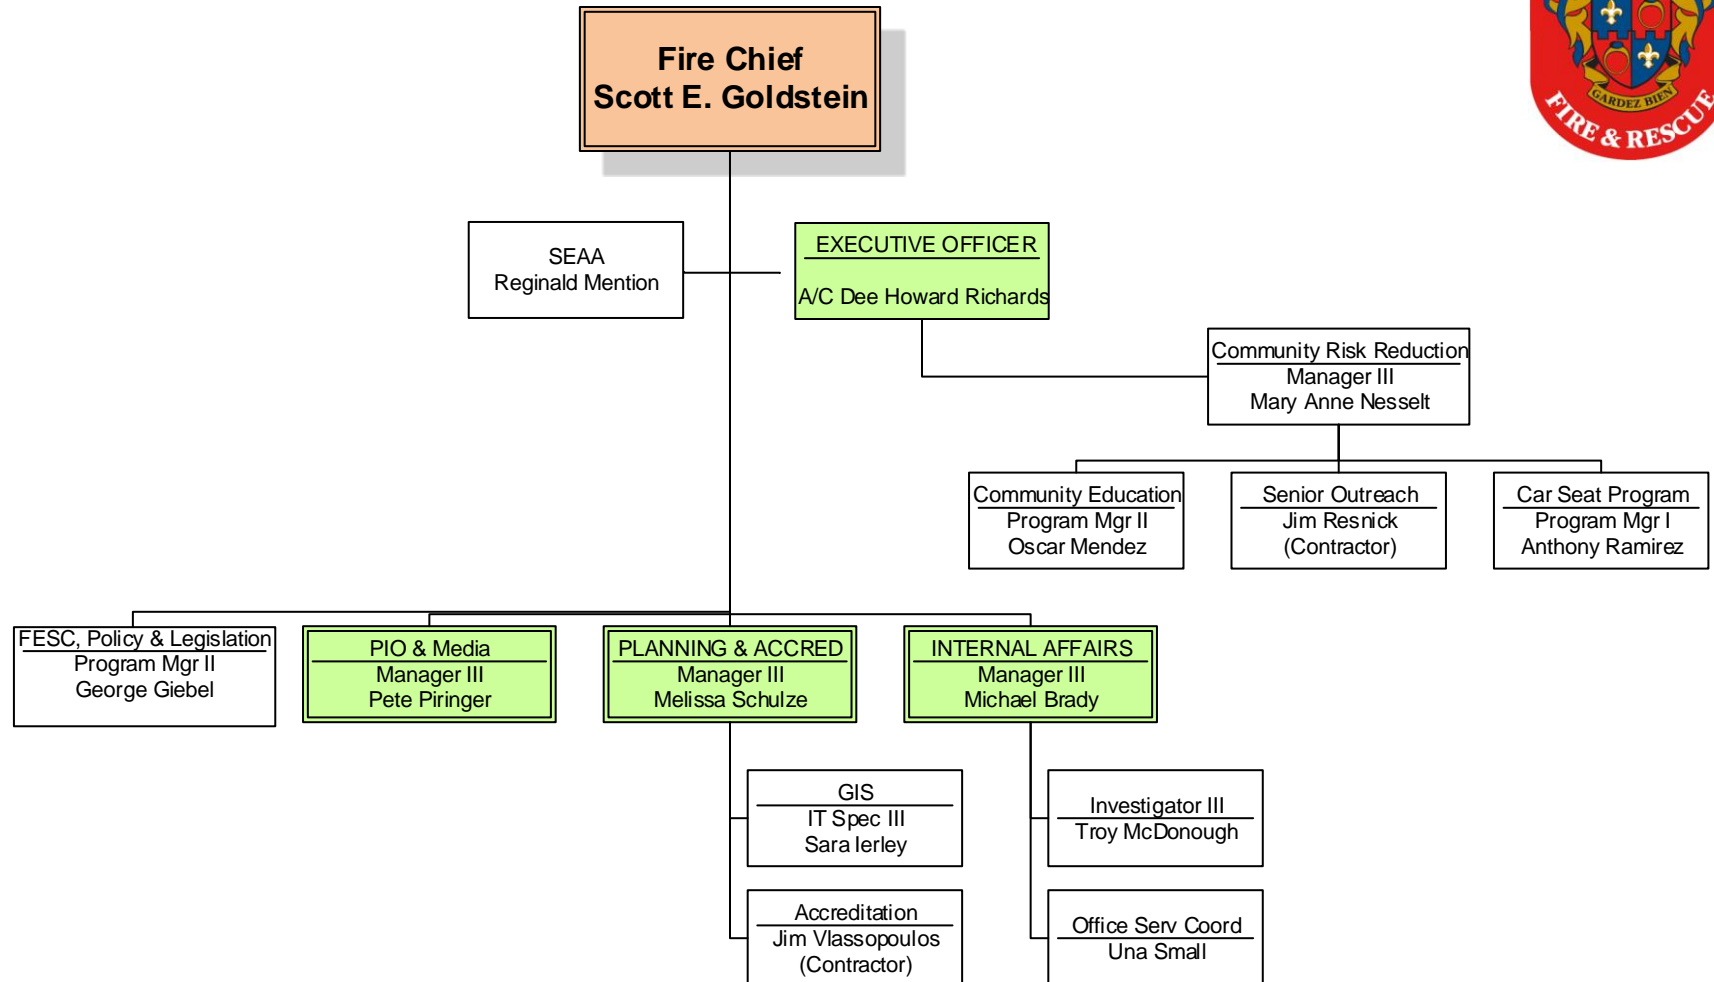 Fire Chief
Scott E. Goldstein
GARDEZ BIEN
FIRE & RESCUE
SEAA
Reginald Mention
EXECUTIVE OFFICER
A/C Dee Howard Richards
Community Risk Reduction
Manager III
Mary Anne Nesselt
Community Education
Program Mgr II
Oscar Mendez
Senior Outreach
Jim Resnick
(Contractor)
Car Seat Program
Program Mgr I
Anthony Ramirez
FESC, Policy & Legislation
Program Mgr II
George Giebel
PIO & Media
Manager III
Pete Piringer
PLANNING & ACCRED
Manager III
Melissa Schulze
INTERNAL AFFAIRS
Manager III
Michael Brady
GIS
IT Spec III
Sara Ierley
Investigator III
Troy McDonough
Accreditation
Jim Vlassopoulos
(Contractor)
Office Serv Coord
Una Small